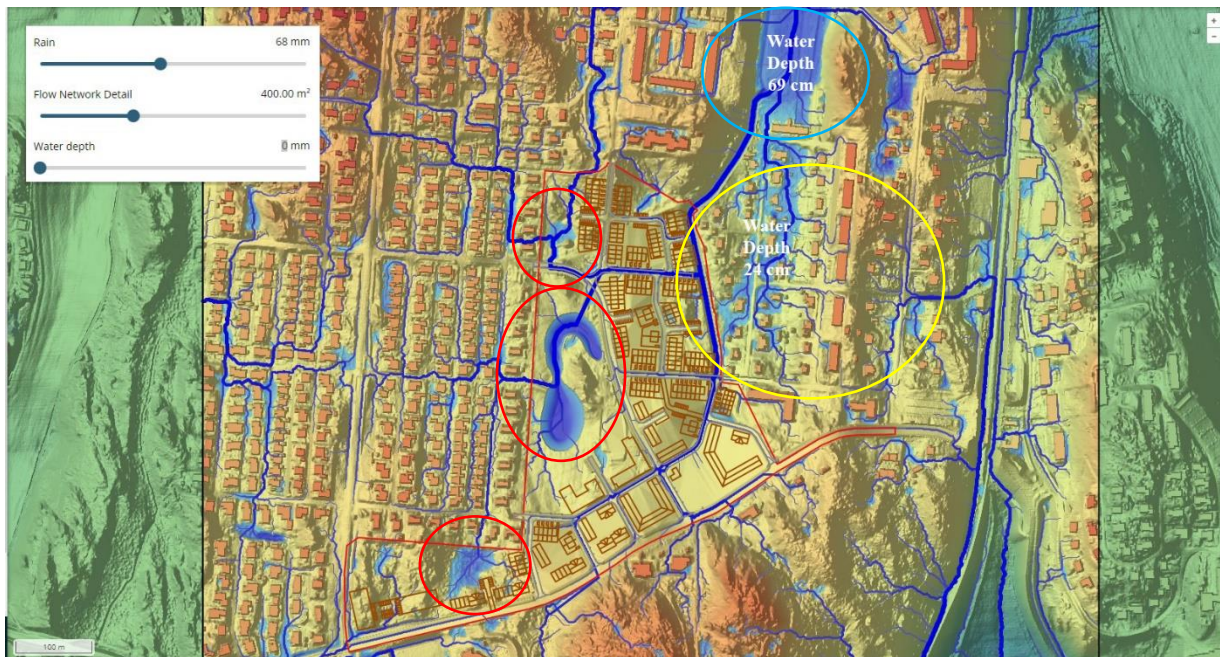 Rain 68 mm
Flow Network Detail 400.00 m²
Water depth 0 mm
Water
Depth
69 cm
+
−
Water
Depth
24 cm
100 m